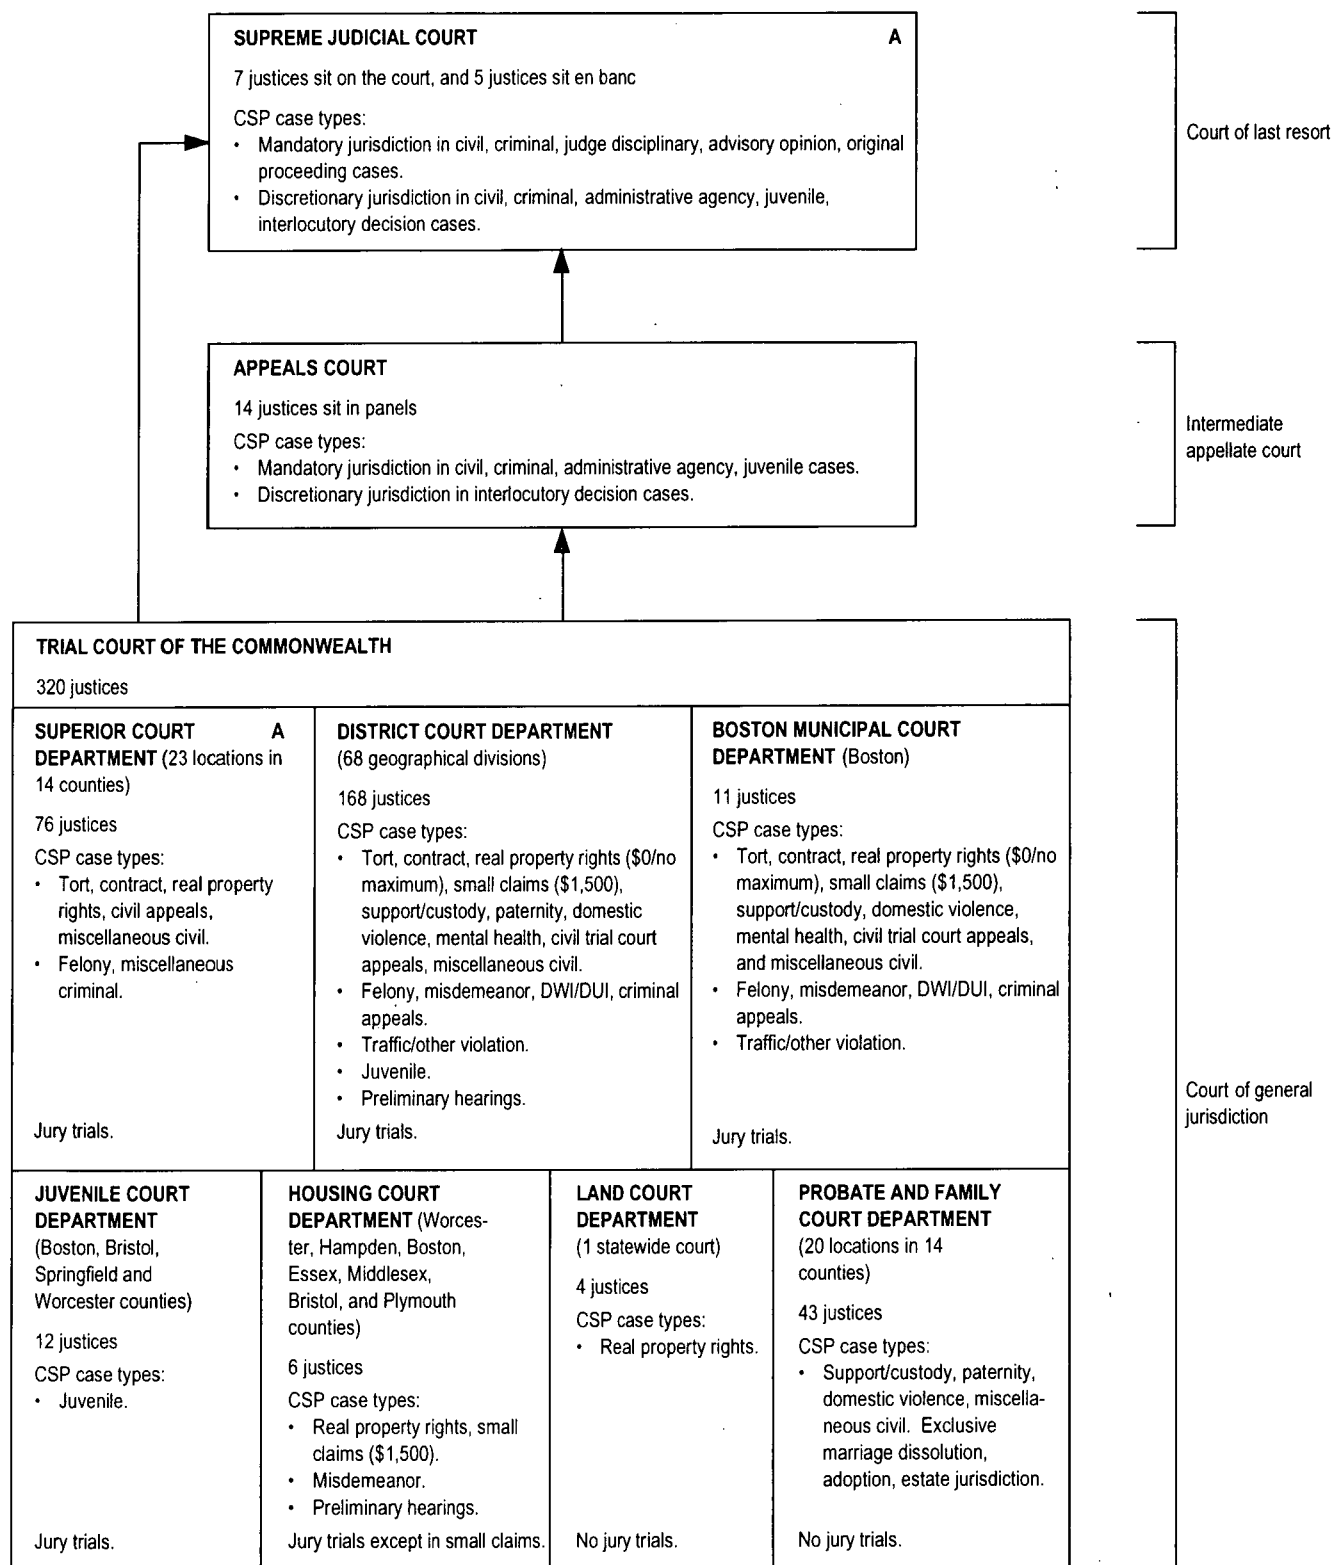 SUPREME JUDICIAL COURT A
7 justices sit on the court, and 5 justices sit en banc
CSP case types:
• Mandatory jurisdiction in civil, criminal, judge disciplinary, advisory opinion, original
proceeding cases.
• Discretionary jurisdiction in civil, criminal, administrative agency, juvenile,
interlocutory decision cases.
Court of last resort
APPEALS COURT
14 justices sit in panels
CSP case types:
• Mandatory jurisdiction in civil, criminal, administrative agency, juvenile cases.
• Discretionary jurisdiction in interlocutory decision cases.
Intermediate
appellate court
TRIAL COURT OF THE COMMONWEALTH
320 justices
SUPERIOR COURT A
DEPARTMENT (23 locations in
14 counties)
76 justices
CSP case types:
• Tort, contract, real property
rights, civil appeals,
miscellaneous civil.
• Felony, miscellaneous
criminal.
Jury trials.
DISTRICT COURT DEPARTMENT
(68 geographical divisions)
168 justices
CSP case types:
• Tort, contract, real property rights ($0/no
maximum), small claims ($1,500),
support/custody, paternity, domestic
violence, mental health, civil trial court
appeals, miscellaneous civil.
• Felony, misdemeanor, DWI/DUI, criminal
appeals.
• Traffic/other violation.
• Juvenile.
• Preliminary hearings.
Jury trials.
BOSTON MUNICIPAL COURT
DEPARTMENT (Boston)
11 justices
CSP case types:
• Tort, contract, real property rights ($0/no
maximum), small claims ($1,500),
support/custody, domestic violence,
mental health, civil trial court appeals,
and miscellaneous civil.
• Felony, misdemeanor, DWI/DUI, criminal
appeals.
• Traffic/other violation.
Jury trials.
Court of general
jurisdiction
JUVENILE COURT
DEPARTMENT
(Boston, Bristol,
Springfield and
Worcester counties)
12 justices
CSP case types:
• Juvenile.
Jury trials.
HOUSING COURT
DEPARTMENT (Worces-
ter, Hampden, Boston,
Essex, Middlesex,
Bristol, and Plymouth
counties)
6 justices
CSP case types:
• Real property rights, small
claims ($1,500).
• Misdemeanor.
• Preliminary hearings.
Jury trials except in small claims.
LAND COURT
DEPARTMENT
(1 statewide court)
4 justices
CSP case types:
• Real property rights.
No jury trials.
PROBATE AND FAMILY
COURT DEPARTMENT
(20 locations in 14
counties)
43 justices
CSP case types:
• Support/custody, paternity,
domestic violence, miscella-
neous civil. Exclusive
marriage dissolution,
adoption, estate jurisdiction.
No jury trials.